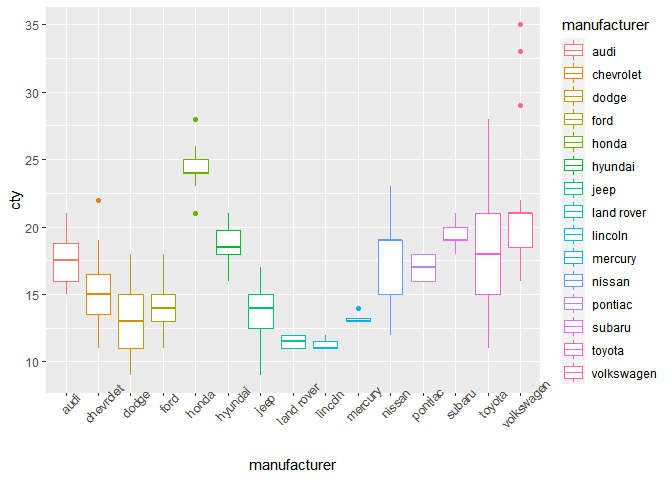 35
30
25
20
15
10
cty
audi
chevrolet
dodge
ford
honda
hyundai
jeep
land rover
lincoln
mercury
nissan
pontiac
subaru
toyota
volkswagen
manufacturer
manufacturer
audi
chevrolet
dodge
ford
honda
hyundai
jeep
land rover
lincoln
mercury
nissan
pontiac
subaru
toyota
volkswagen